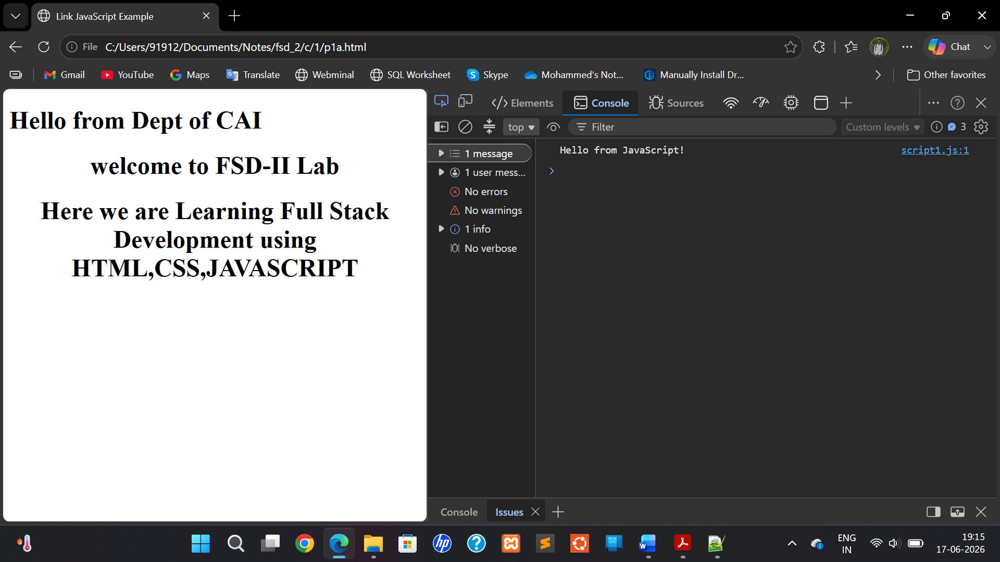 Link JavaScript Example
File C:/Users/91912/Documents/Notes/fsd_2/c/1/p1a.html
Chat
Gmail YouTube Maps Translate Webminal SQL Worksheet Skype Mohammed's Not... Manually Install Dr... Other favorites
Hello from Dept of CAI
welcome to FSD-II Lab
Here we are Learning Full Stack
Development using
HTML,CSS,JAVASCRIPT
Elements Console Sources
top Filter Custom levels 3
1 message
1 user mess...
No errors
No warnings
1 info
No verbose
Hello from JavaScript! script1.js:1
Console Issues
ENG
IN
19:15
17-06-2026